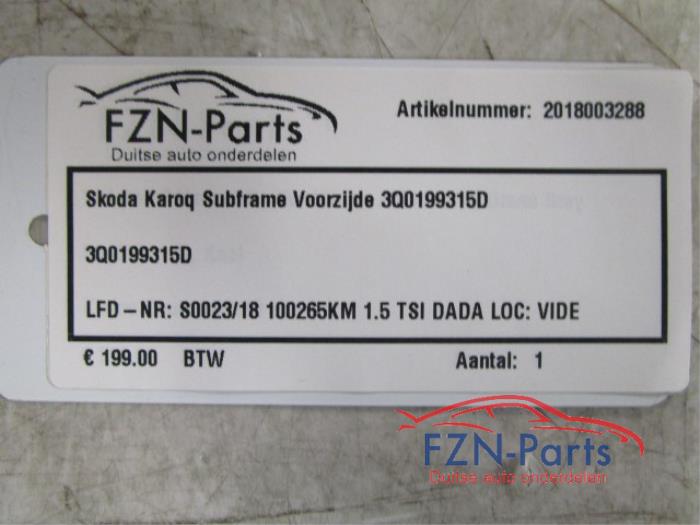 FZN-Parts
Duitse auto onderdelen
Artikelnummer: 2018003288
Skoda Karoq Subframe Voorzijde 3Q0199315D
3Q0199315D
LFD-NR: S0023/18 100265KM 1.5 TSI DADA LOC: VIDE
€ 199.00 BTW
Aantal: 1
FZN-Parts
Duitse auto onderdelen